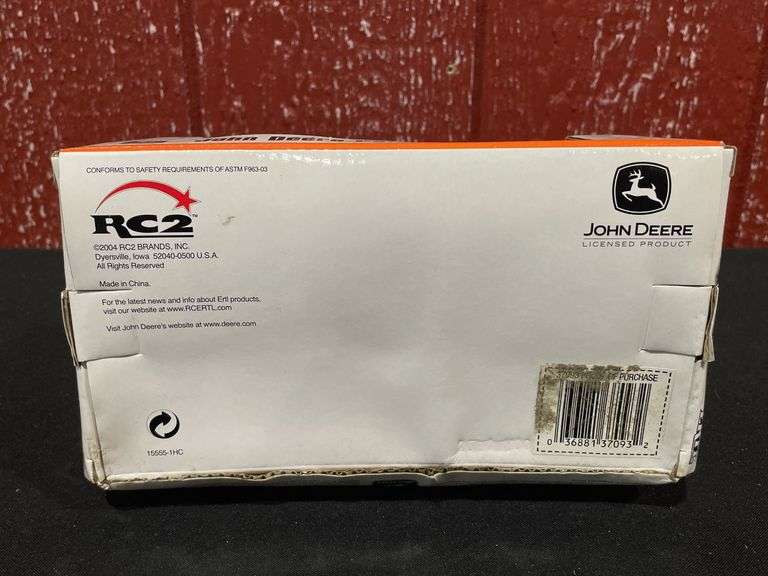 John Deere
CONFORMS TO SAFETY REQUIREMENTS OF ASTM F963-03
RC2™
©2004 RC2 BRANDS, INC.
Dyersville, Iowa 52040-0500 U.S.A.
All Rights Reserved
Made in China.
For the latest news and info about Ertl products,
visit our website at www.RCERTL.com
Visit John Deere's website at www.deere.com
15555-1HC
JOHN DEERE
LICENSED PRODUCT
PURCHASE
0 36881 37093 2